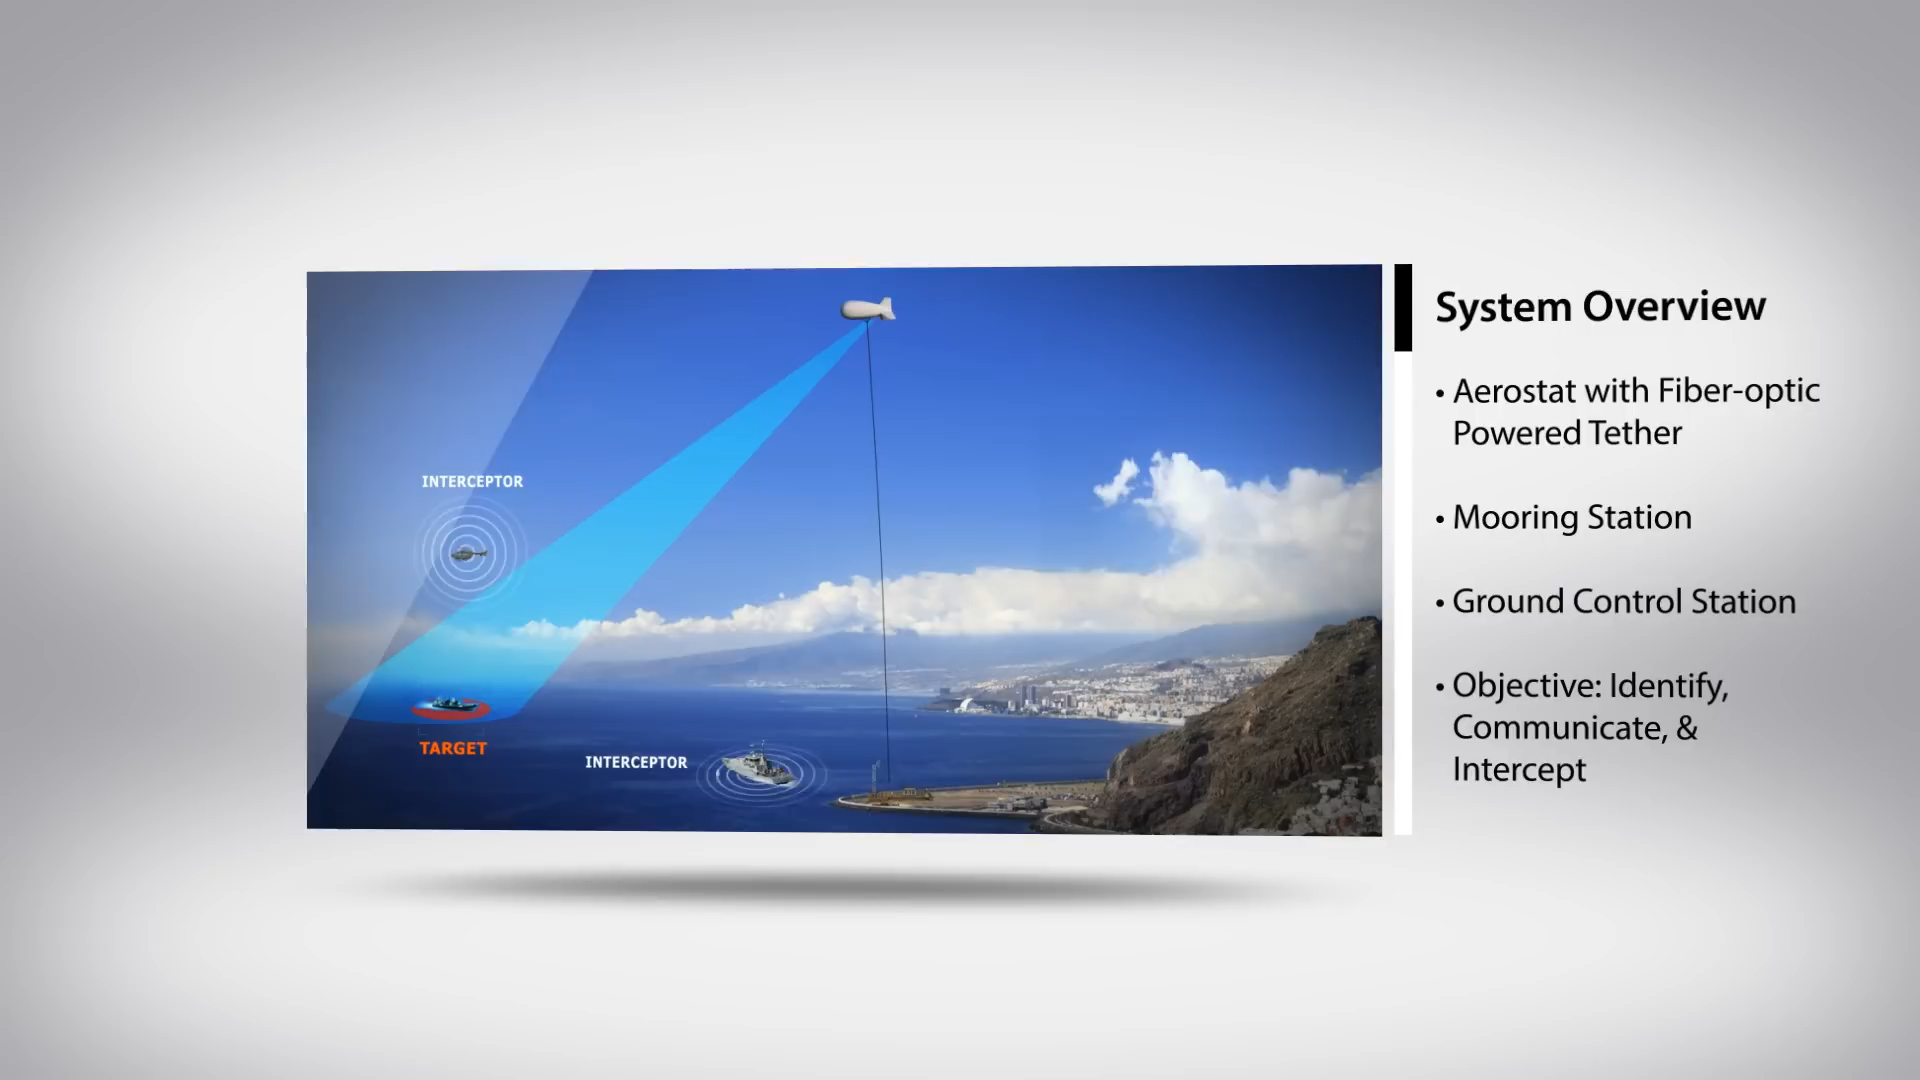 System Overview
• Aerostat with Fiber-optic
Powered Tether
• Mooring Station
• Ground Control Station
• Objective: Identify,
Communicate, &
Intercept
INTERCEPTOR
TARGET
INTERCEPTOR